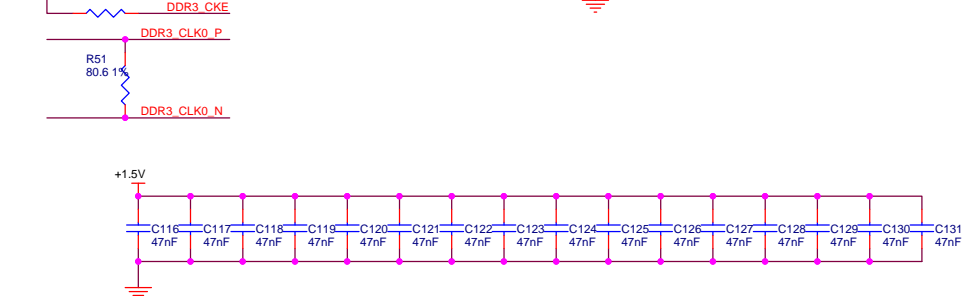 DDR3_CKE
DDR3_CLK0_P
R51
80.6 1%
DDR3_CLK0_N
+1.5V
C116 C117 C118 C119 C120 C121 C122 C123 C124 C125 C126 C127 C128 C129 C130 C131
47nF 47nF 47nF 47nF 47nF 47nF 47nF 47nF 47nF 47nF 47nF 47nF 47nF 47nF 47nF 47nF